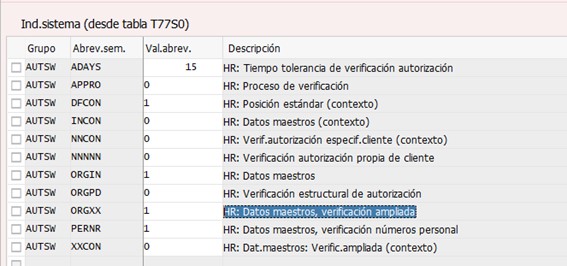 Ind.sistema (desde tabla T77S0)
Grupo Abrev.sem. Val.abrev. Descripción
AUTSW ADAYS 15 HR: Tiempo tolerancia de verificación autorización
AUTSW APPRO 0 HR: Proceso de verificación
AUTSW DFCON 1 HR: Posición estándar (contexto)
AUTSW INCON 0 HR: Datos maestros (contexto)
AUTSW NNCON 0 HR: Verif.autorización especif.cliente (contexto)
AUTSW NNNNN 0 HR: Verificación autorización propia de cliente
AUTSW ORGIN 1 HR: Datos maestros
AUTSW ORGPD 0 HR: Verificación estructural de autorización
AUTSW ORGXX 1 HR: Datos maestros, verificación ampliada
AUTSW PERNR 1 HR: Datos maestros, verificación números personal
AUTSW XXCON 0 HR: Dat.maestros: Verific.ampliada (contexto)